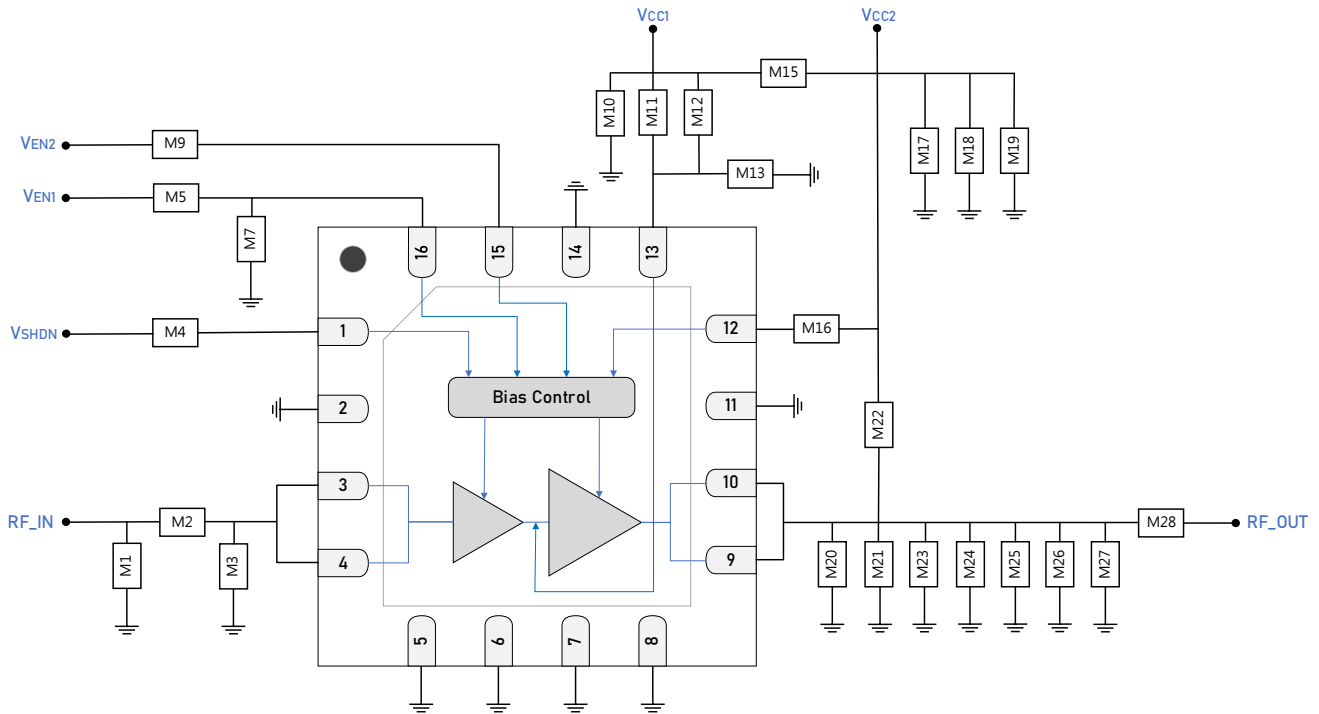 VCC1
VCC2
M15
M10
M11
M12
M17
M18
M19
VEN2
M9
M13
VEN1
M5
M7
16
15
14
13
VSHDN
M4
1
12
M16
Bias Control
2
11
M22
3
10
RF_IN
M2
M28
RF_OUT
M1
M3
4
9
M20
M21
M23
M24
M25
M26
M27
5
6
7
8